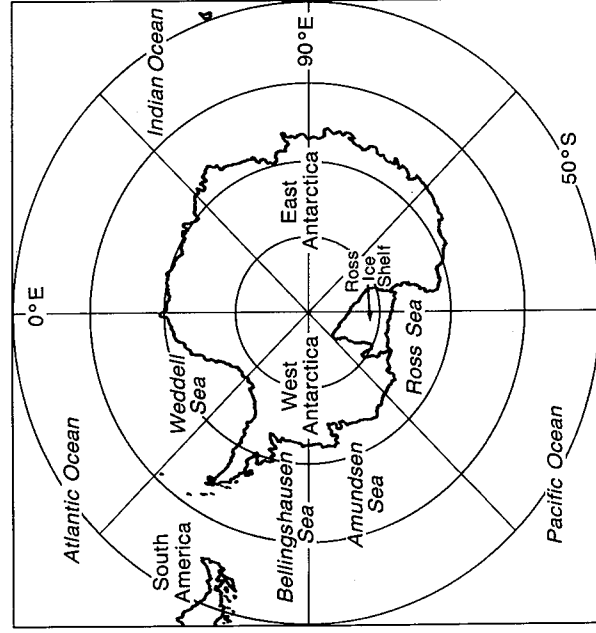 0°E
Atlantic Ocean
Indian Ocean
South
America
Weddell
Sea
90°E
East
Antarctica
West
Antarctica
Ross
Ice
Shelf
Bellingshausen
Sea
Amundsen
Sea
Ross Sea
50°S
Pacific Ocean